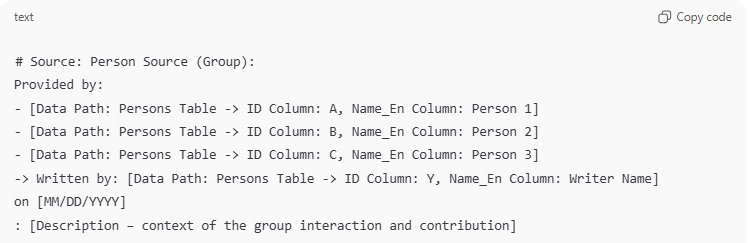 text
Copy code
# Source: Person Source (Group):
Provided by:
- [Data Path: Persons Table -> ID Column: A, Name_En Column: Person 1]
- [Data Path: Persons Table -> ID Column: B, Name_En Column: Person 2]
- [Data Path: Persons Table -> ID Column: C, Name_En Column: Person 3]
-> Written by: [Data Path: Persons Table -> ID Column: Y, Name_En Column: Writer Name]
on [MM/DD/YYYY]
: [Description – context of the group interaction and contribution]